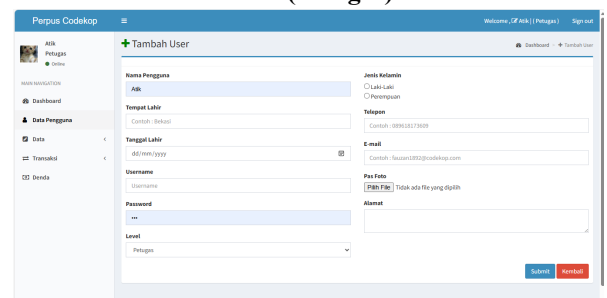 Perpus Codekop
Welcome , Atik | ( Petugas )
Sign out
Atik
Petugas
Online
MAIN NAVIGATION
Dashboard
Data Pengguna
Data
Transaksi
Denda
Tambah User
Dashboard
Tambah User
Nama Pengguna
Atik
Tempat Lahir
Contoh : Bekasi
Tanggal Lahir
dd/mm/yyyy
Username
Username
Password
•••
Level
Petugas
Jenis Kelamin
Laki-Laki
Perempuan
Telepon
Contoh : 089618173609
E-mail
Contoh : fauzan1892@codekop.com
Pas Foto
Pilih File Tidak ada file yang dipilih
Alamat
Submit
Kembali